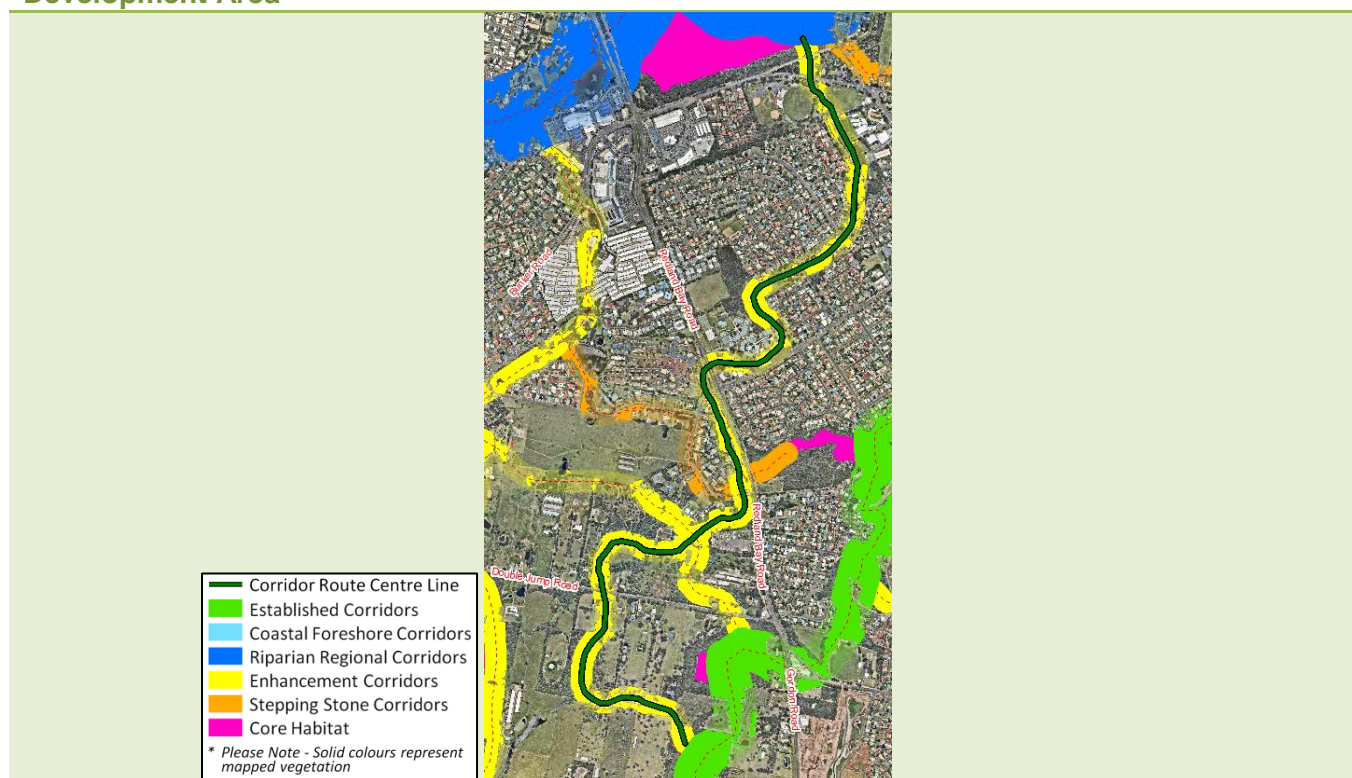 Development Area
Bunker Road
Redland Bay Road
Double Jump Road
Redland Bay Road
Gordon Road
Corridor Route Centre Line
Established Corridors
Coastal Foreshore Corridors
Riparian Regional Corridors
Enhancement Corridors
Stepping Stone Corridors
Core Habitat
* Please Note - Solid colours represent
mapped vegetation